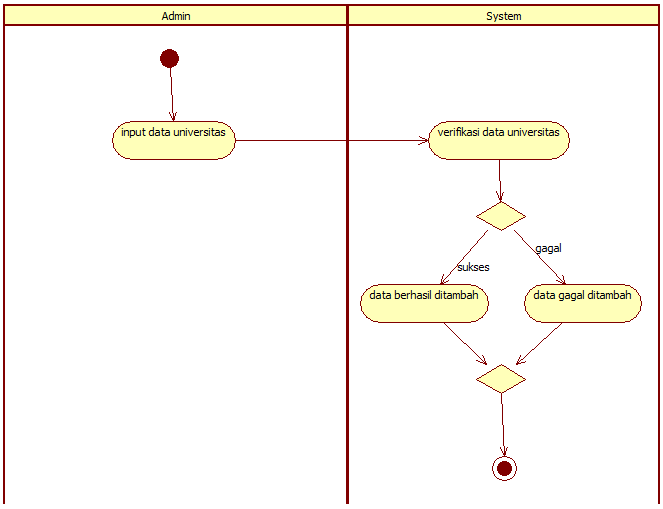 Admin
System
input data universitas
verifikasi data universitas
sukses
gagal
data berhasil ditambah
data gagal ditambah